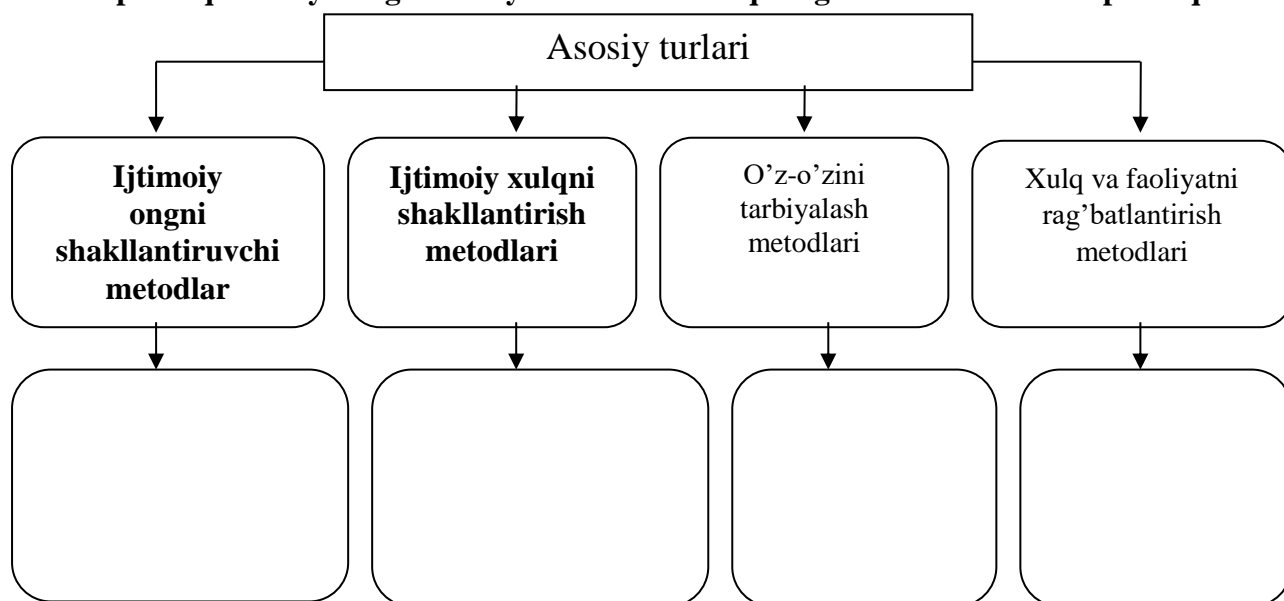 Asosiy turlari
Ijtimoiy
ongni
shakllantiruvchi
metodlar
Ijtimoiy xulqni
shakllantirish
metodlari
O’z-o’zini
tarbiyalash
metodlari
Xulq va faoliyatni
rag’batlantirish
metodlari